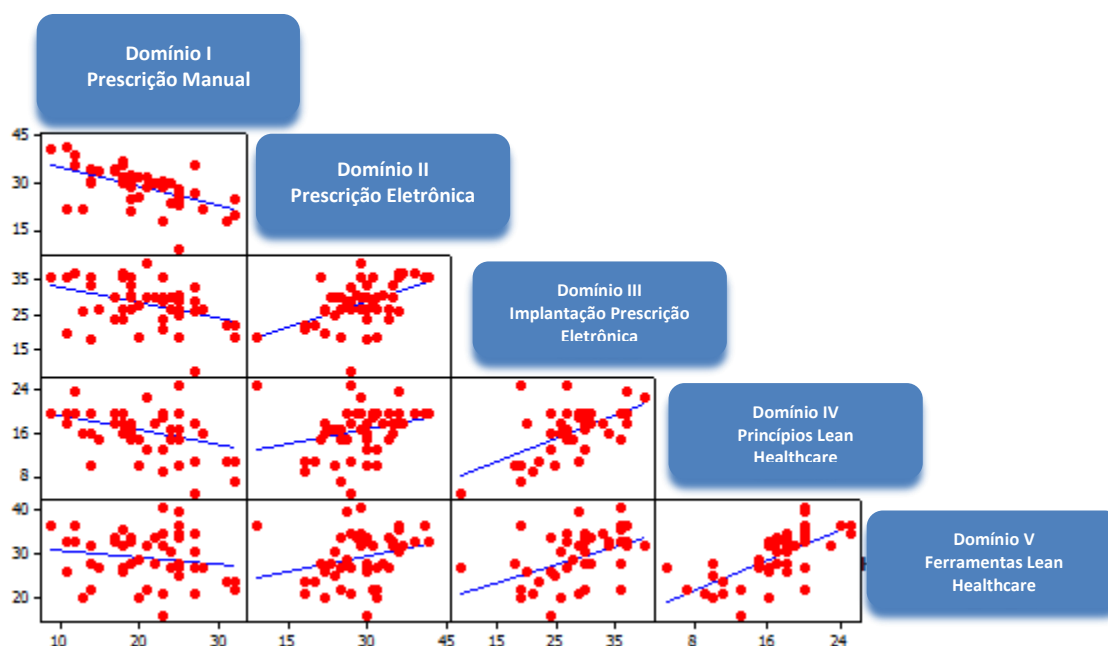 Domínio I
Prescrição Manual
45
30
15
Domínio II
Prescrição Eletrônica
35
25
15
Domínio III
Implantação Prescrição
Eletrônica
24
16
8
Domínio IV
Princípios Lean
Healthcare
40
30
20
Domínio V
Ferramentas Lean
Healthcare
10 20 30 15 30 45 15 25 35 8 16 24